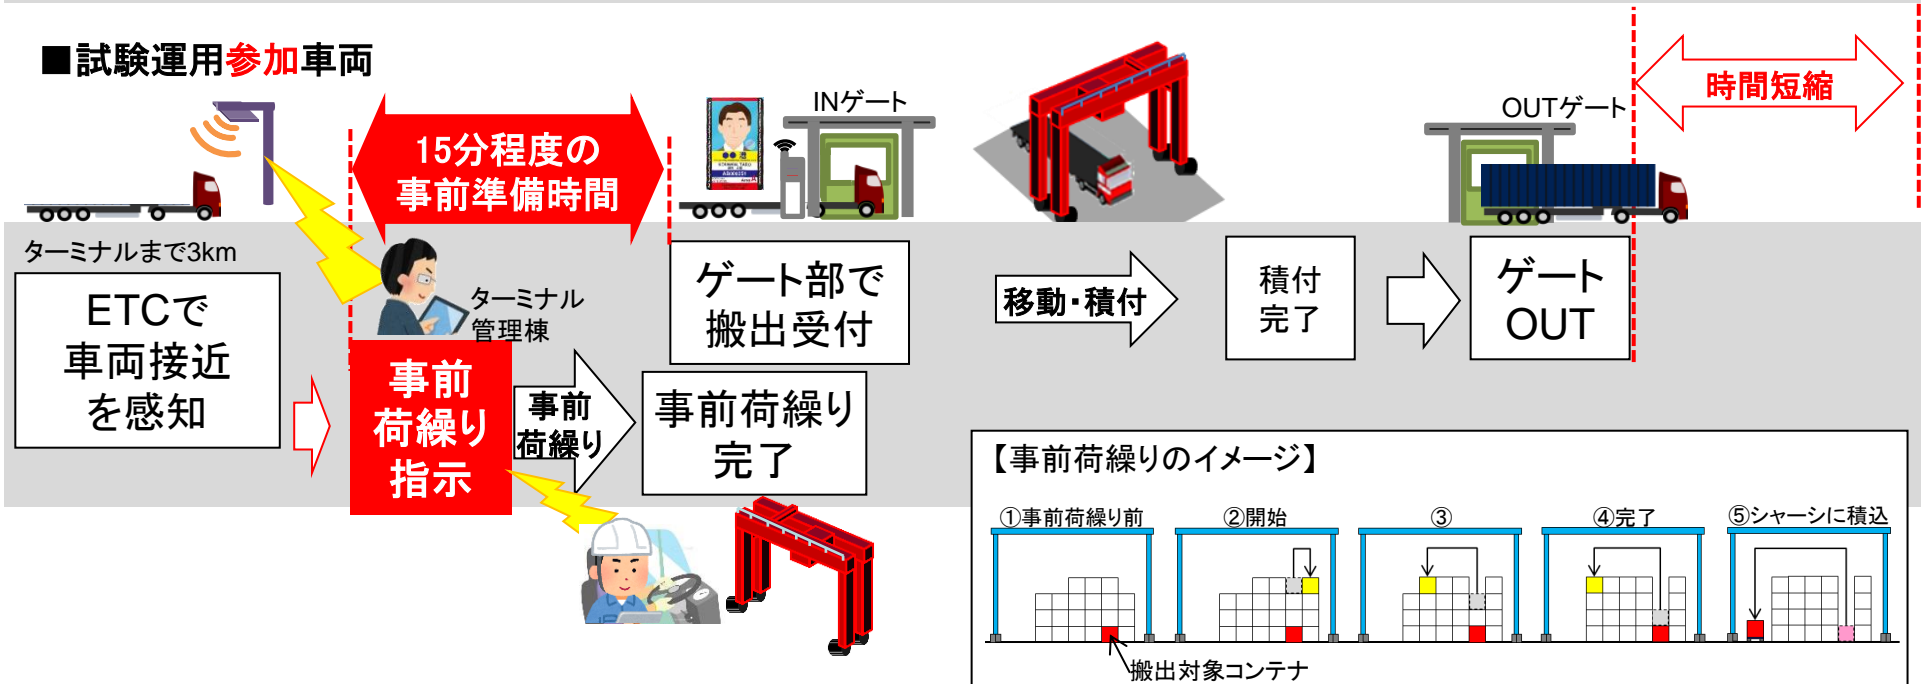 ■試験運用参加車両
15分程度の
事前準備時間
INゲート
OUTゲート
時間短縮
ターミナルまで3km
ETCで
車両接近
を感知
ターミナル
管理棟
事前
荷繰り
指示
事前
荷繰り
ゲート部で
搬出受付
事前荷繰り
完了
移動・積付
積付
完了
ゲート
OUT
【事前荷繰りのイメージ】
①事前荷繰り前
②開始
③
④完了
⑤シャーシに積込
搬出対象コンテナ